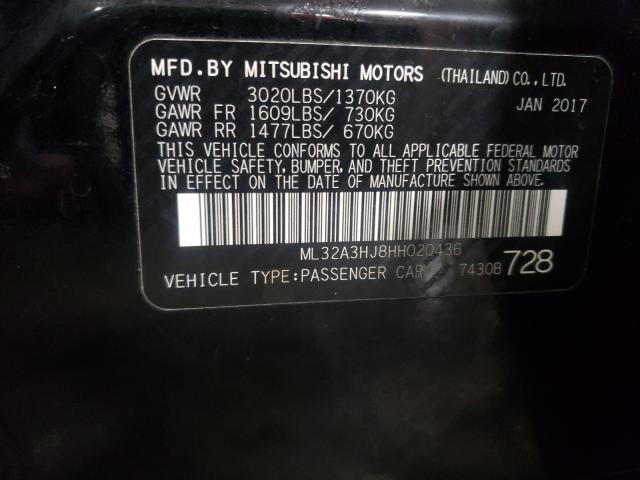 MFD.BY MITSUBISHI MOTORS (THAILAND)CO.,LTD.
GVWR 3020LBS/1370KG JAN 2017
GAWR FR 1609LBS/ 730KG
GAWR RR 1477LBS/ 670KG
THIS VEHICLE CONFORMS TO ALL APPLICABLE FEDERAL MOTOR
VEHICLE SAFETY, BUMPER, AND THEFT PREVENTION STANDARDS
IN EFFECT ON THE DATE OF MANUFACTURE SHOWN ABOVE.
ML32A3HJ8HH020436
VEHICLE TYPE:PASSENGER CAR 7430B 728